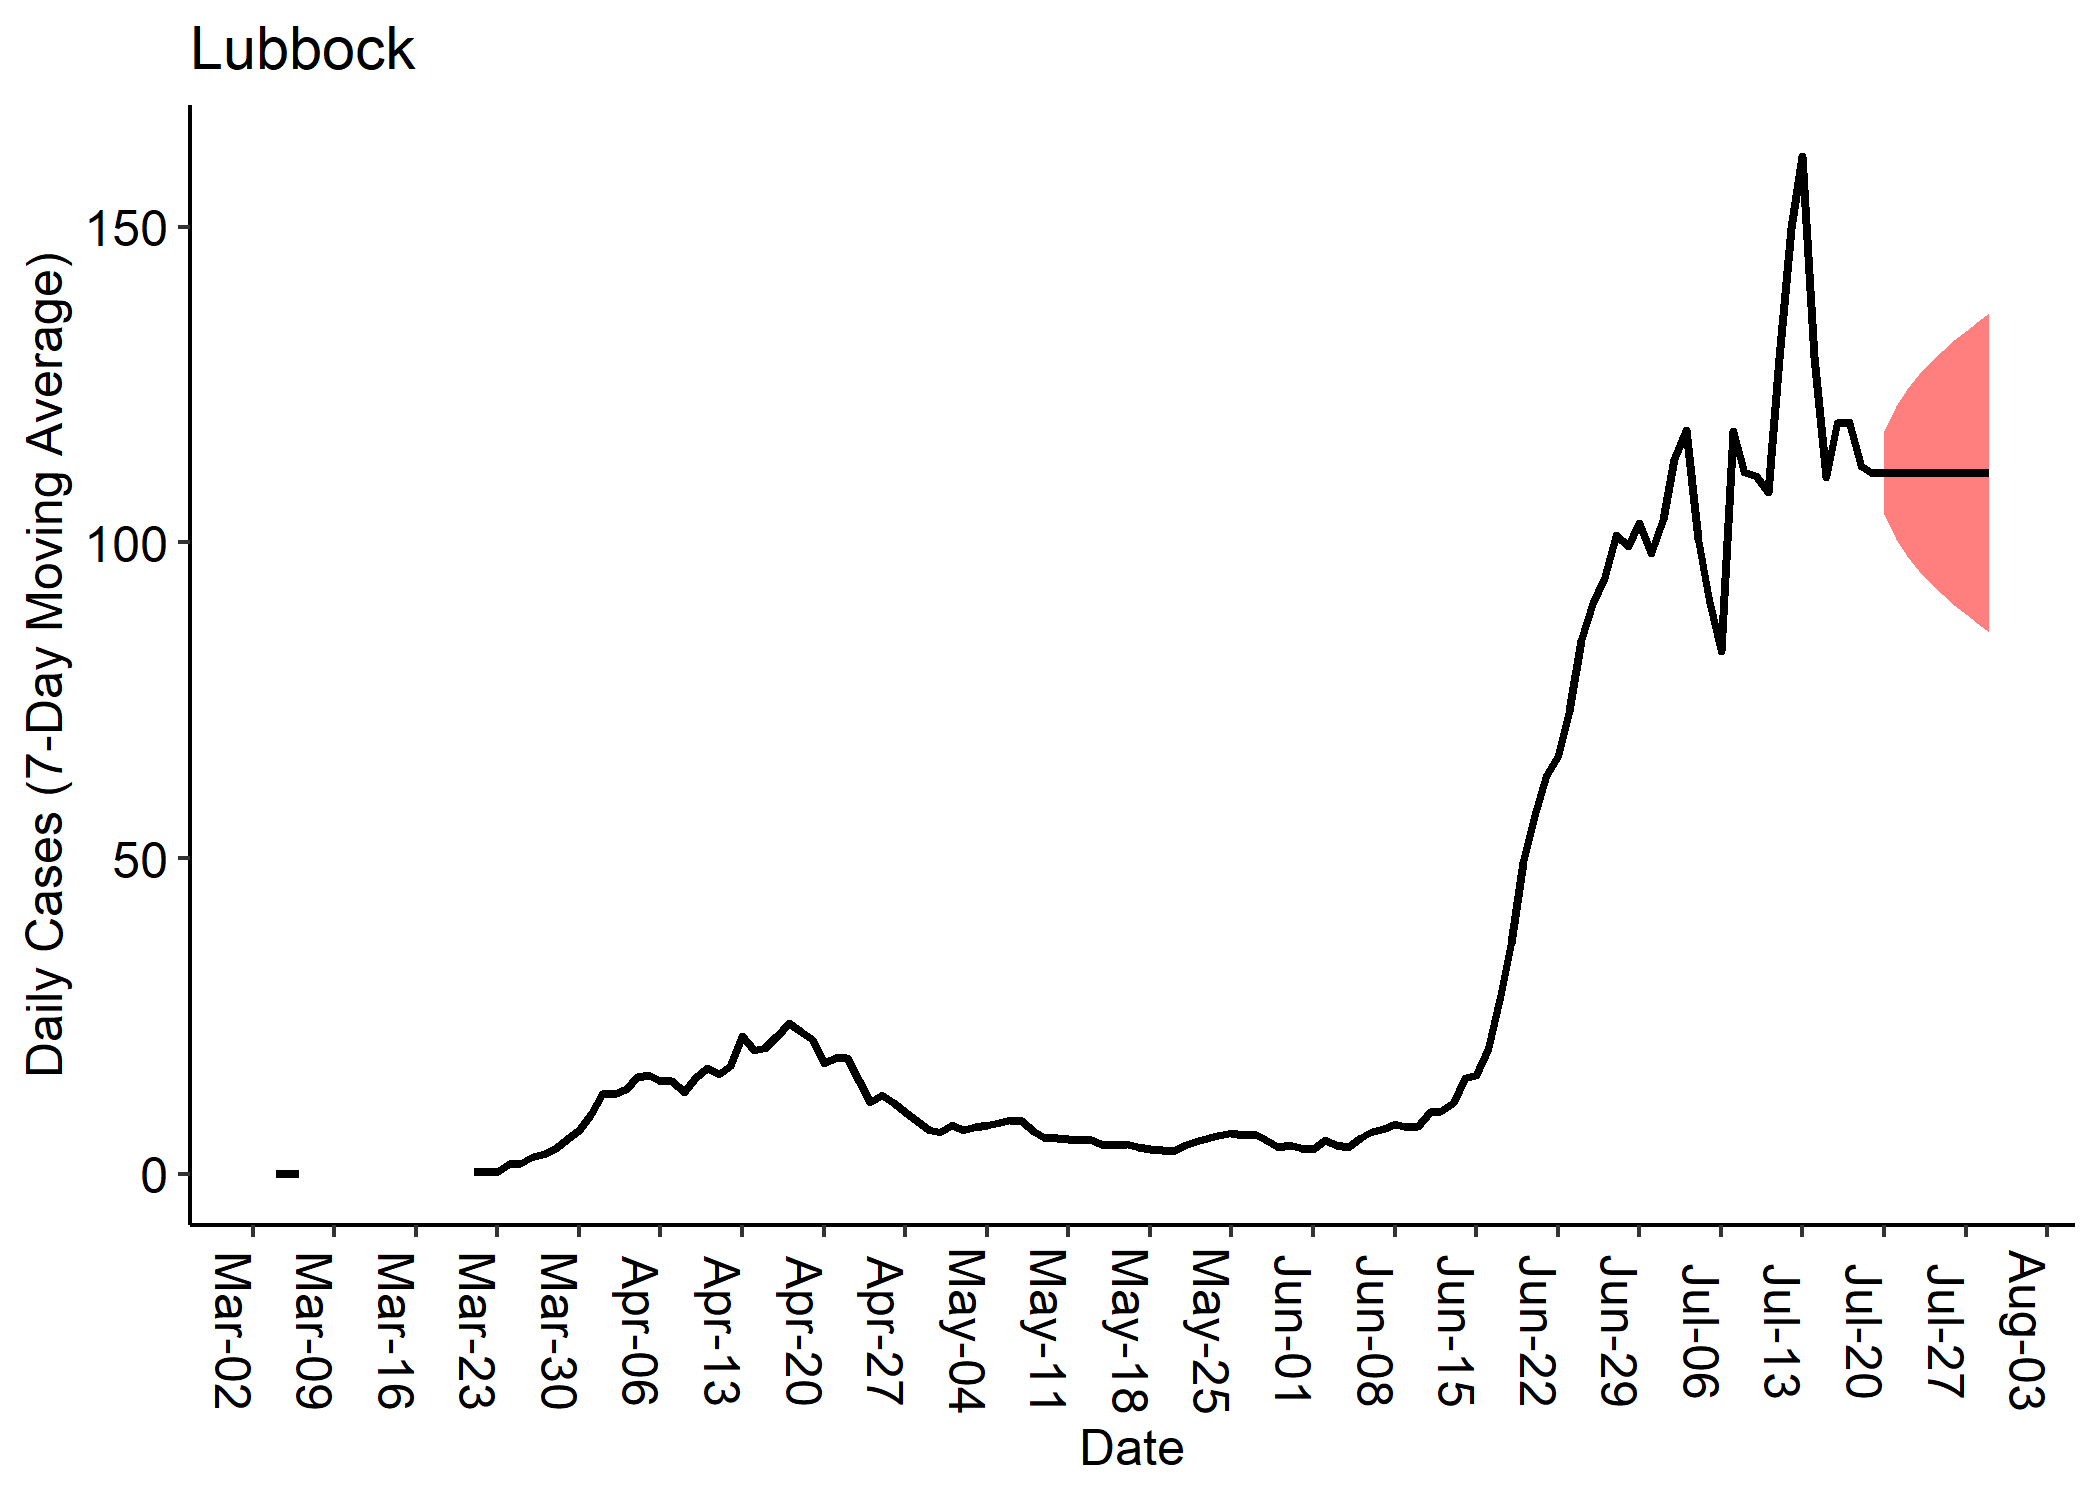 Lubbock
Daily Cases (7-Day Moving Average)
150
100
50
0
Mar-02
Mar-09
Mar-16
Mar-23
Mar-30
Apr-06
Apr-13
Apr-20
Apr-27
May-04
May-11
May-18
May-25
Jun-01
Jun-08
Jun-15
Jun-22
Jun-29
Jul-06
Jul-13
Jul-20
Jul-27
Aug-03
Date